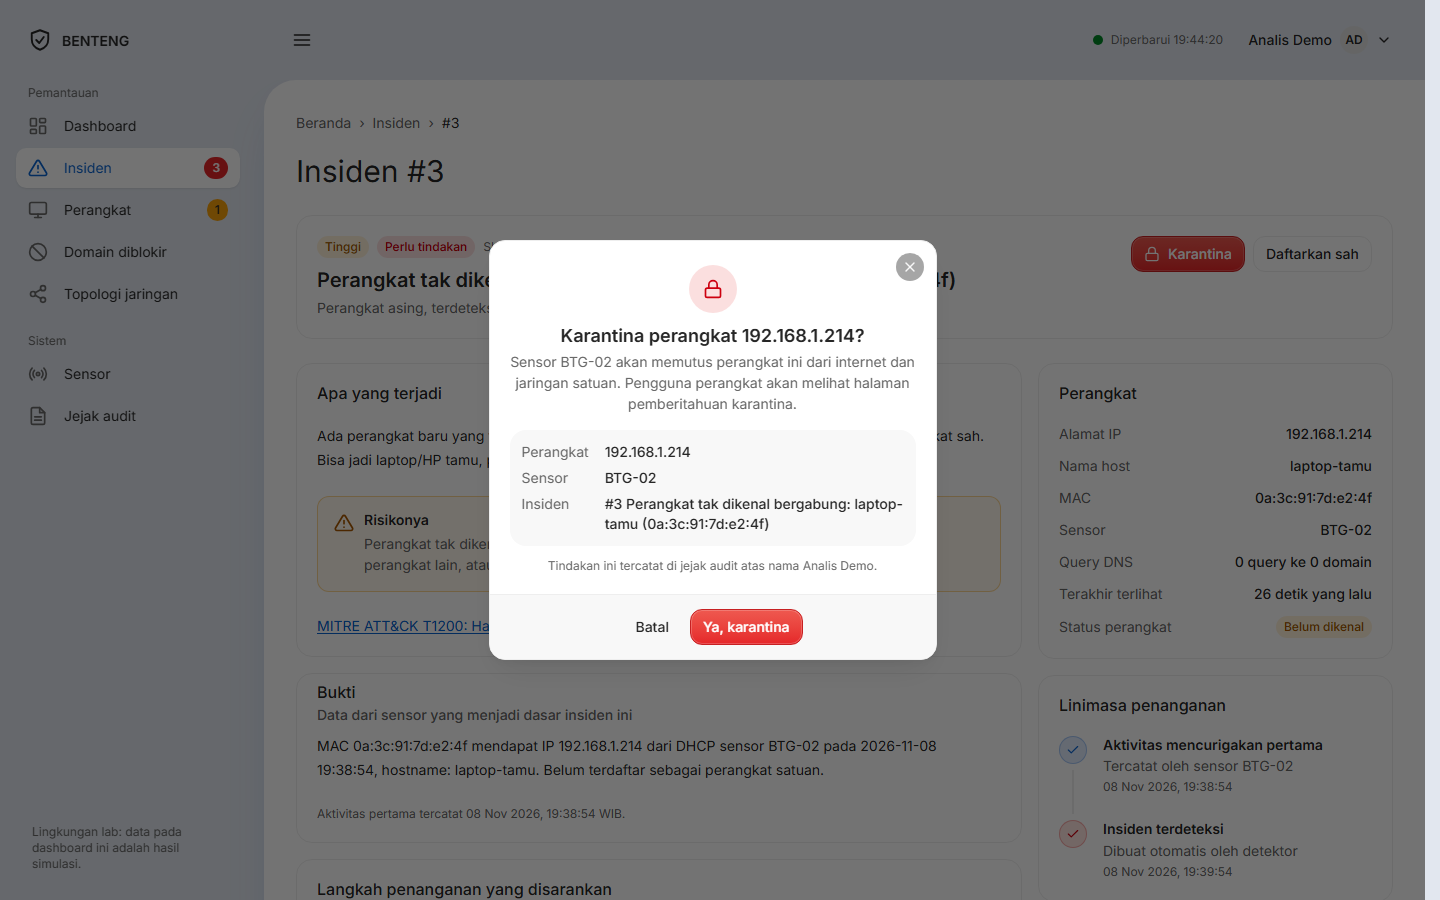 BENTENG
Diperbarui 19:44:20
Analis Demo
AD
Pemantauan
Dashboard
Insiden
3
Perangkat
1
Domain diblokir
Topologi jaringan
Sistem
Sensor
Jejak audit
Lingkungan lab: data pada
dashboard ini adalah hasil
simulasi.
Beranda › Insiden › #3
Insiden #3
Tinggi
Perlu tindakan
Perangkat tak
4f)
Perangkat asing,
Karantina
Daftarkan sah
Karantina perangkat 192.168.1.214?
Sensor BTG-02 akan memutus perangkat ini dari internet dan
jaringan satuan. Pengguna perangkat akan melihat halaman
pemberitahuan karantina.
Perangkat 192.168.1.214
Sensor BTG-02
Insiden #3 Perangkat tak dikenal bergabung: laptop-
tamu (0a:3c:91:7d:e2:4f)
Tindakan ini tercatat di jejak audit atas nama Analis Demo.
Batal
Ya, karantina
Apa yang terjadi
Ada perangkat baru yang
sah.
Bisa jadi laptop/HP tamu,
Risikonya
Perangkat tak
perangkat lain,
MITRE ATT&CK T1200:
Bukti
Data dari sensor yang menjadi dasar insiden ini
MAC 0a:3c:91:7d:e2:4f mendapat IP 192.168.1.214 dari DHCP sensor BTG-02 pada 2026-11-08
19:38:54, hostname: laptop-tamu. Belum terdaftar sebagai perangkat satuan.
Aktivitas pertama tercatat 08 Nov 2026, 19:38:54 WIB.
Langkah penanganan yang disarankan
Perangkat
Alamat IP 192.168.1.214
Nama host laptop-tamu
MAC 0a:3c:91:7d:e2:4f
Sensor BTG-02
Query DNS 0 query ke 0 domain
Terakhir terlihat 26 detik yang lalu
Status perangkat Belum dikenal
Linimasa penanganan
Aktivitas mencurigakan pertama
Tercatat oleh sensor BTG-02
08 Nov 2026, 19:38:54
Insiden terdeteksi
Dibuat otomatis oleh detektor
08 Nov 2026, 19:39:54